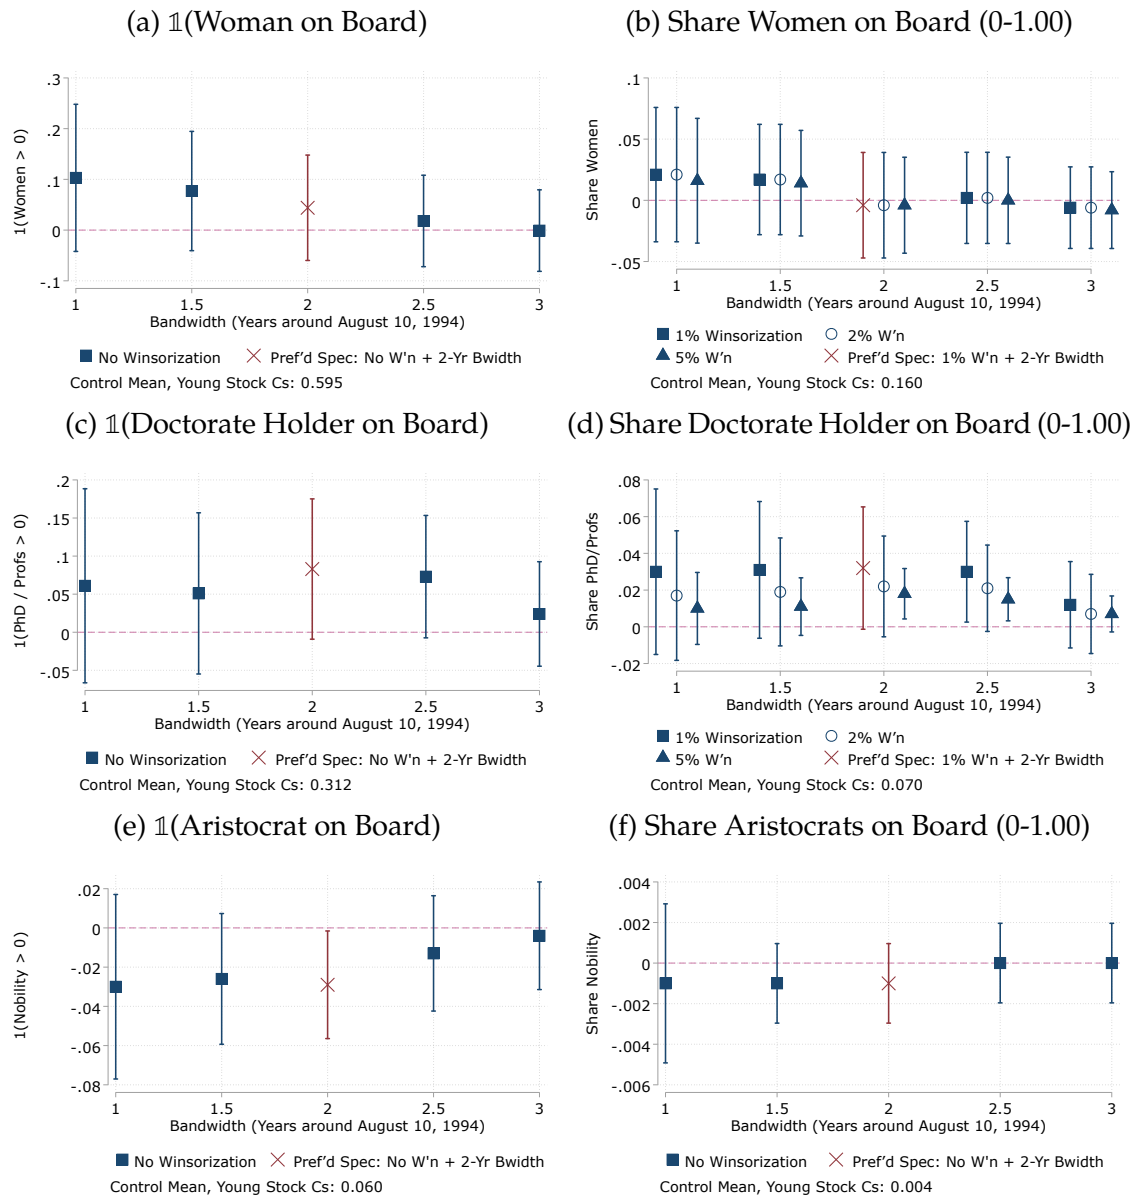 (a) 𝟙(Woman on Board)
(b) Share Women on Board (0-1.00)
1(Women > 0)
.3
.2
.1
0
-.1
1 1.5 2 2.5 3
Bandwidth (Years around August 10, 1994)
No Winsorization Pref'd Spec: No W'n + 2-Yr Bwidth
Control Mean, Young Stock Cs: 0.595
Share Women
.1
.05
0
-.05
1 1.5 2 2.5 3
Bandwidth (Years around August 10, 1994)
1% Winsorization 2% W'n
5% W'n Pref'd Spec: 1% W'n + 2-Yr Bwidth
Control Mean, Young Stock Cs: 0.160
(c) 𝟙(Doctorate Holder on Board)
(d) Share Doctorate Holder on Board (0-1.00)
1(PhD / Profs > 0)
.2
.15
.1
.05
0
-.05
1 1.5 2 2.5 3
Bandwidth (Years around August 10, 1994)
No Winsorization Pref'd Spec: No W'n + 2-Yr Bwidth
Control Mean, Young Stock Cs: 0.312
Share PhD/Profs
.08
.06
.04
.02
0
-.02
1 1.5 2 2.5 3
Bandwidth (Years around August 10, 1994)
1% Winsorization 2% W'n
5% W'n Pref'd Spec: 1% W'n + 2-Yr Bwidth
Control Mean, Young Stock Cs: 0.070
(e) 𝟙(Aristocrat on Board)
(f) Share Aristocrats on Board (0-1.00)
1(Nobility > 0)
.02
0
-.02
-.04
-.06
-.08
1 1.5 2 2.5 3
Bandwidth (Years around August 10, 1994)
No Winsorization Pref'd Spec: No W'n + 2-Yr Bwidth
Control Mean, Young Stock Cs: 0.060
Share Nobility
.004
.002
0
-.002
-.004
-.006
1 1.5 2 2.5 3
Bandwidth (Years around August 10, 1994)
No Winsorization Pref'd Spec: No W'n + 2-Yr Bwidth
Control Mean, Young Stock Cs: 0.004